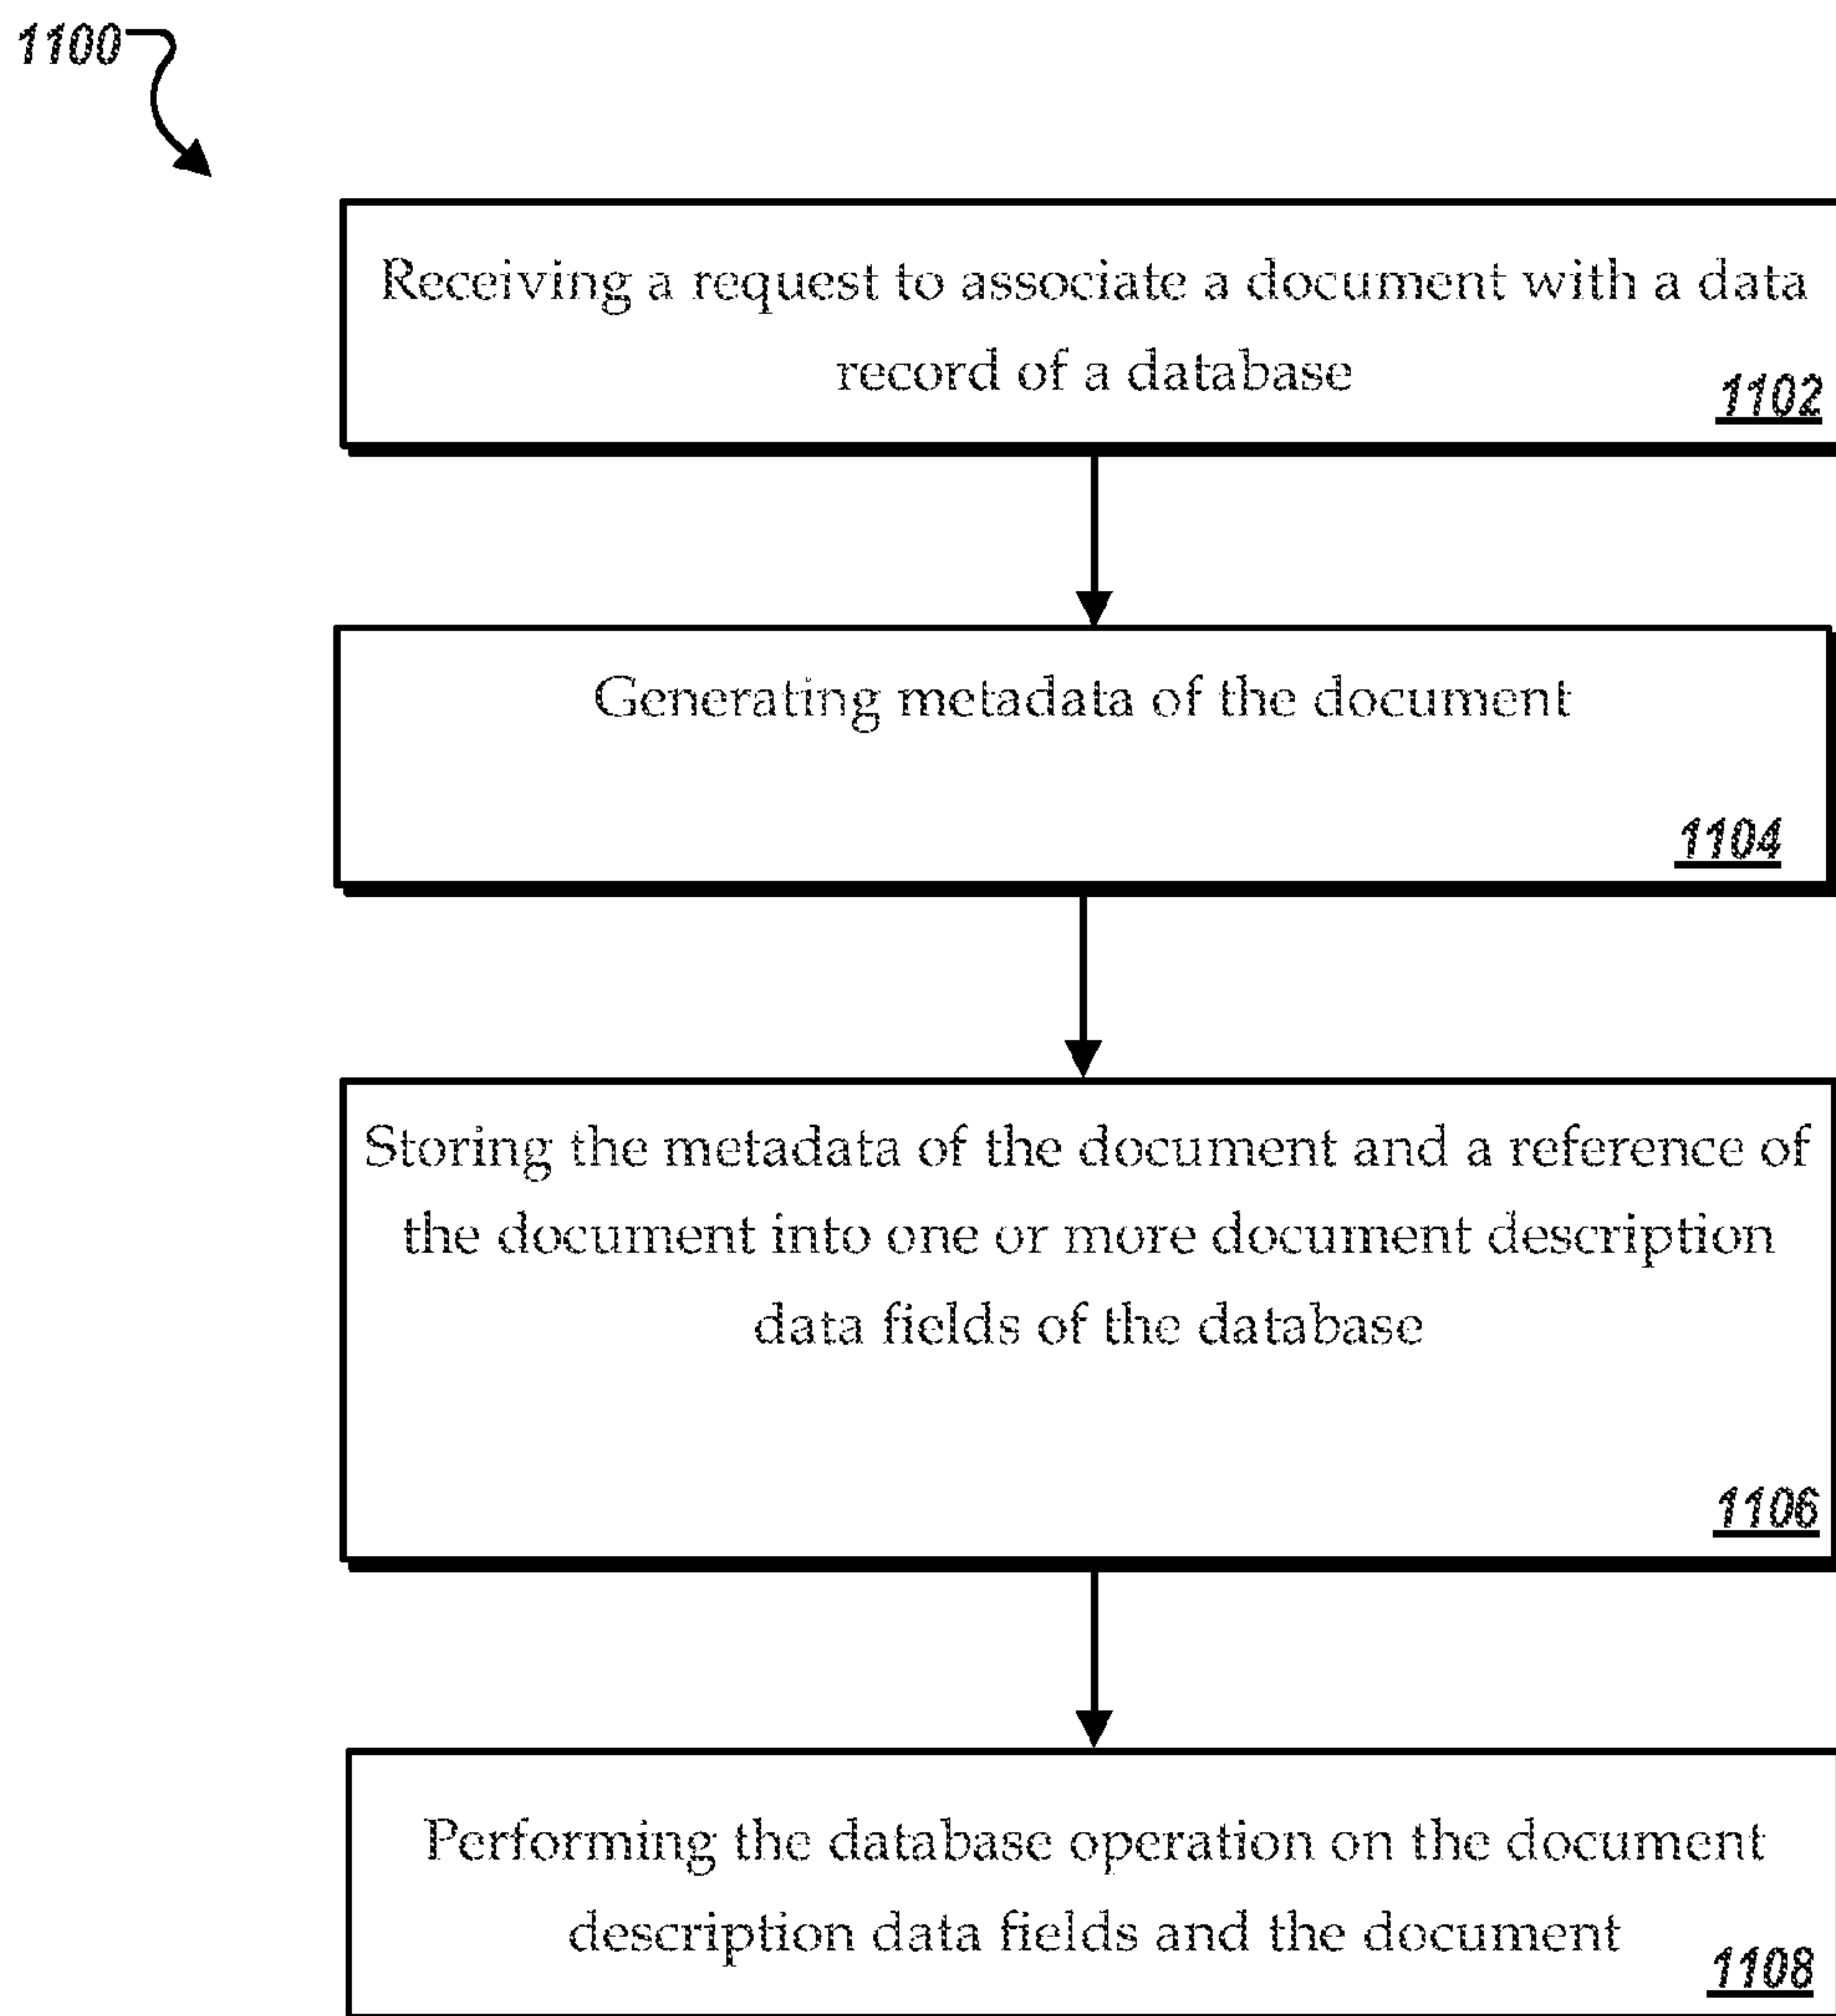 1100
Receiving a request to associate a document with a data
record of a database
1102
Generating metadata of the document
1104
Storing the metadata of the document and a reference of
the document into one or more document description
data fields of the database
1106
Performing the database operation on the document
description data fields and the document
1108